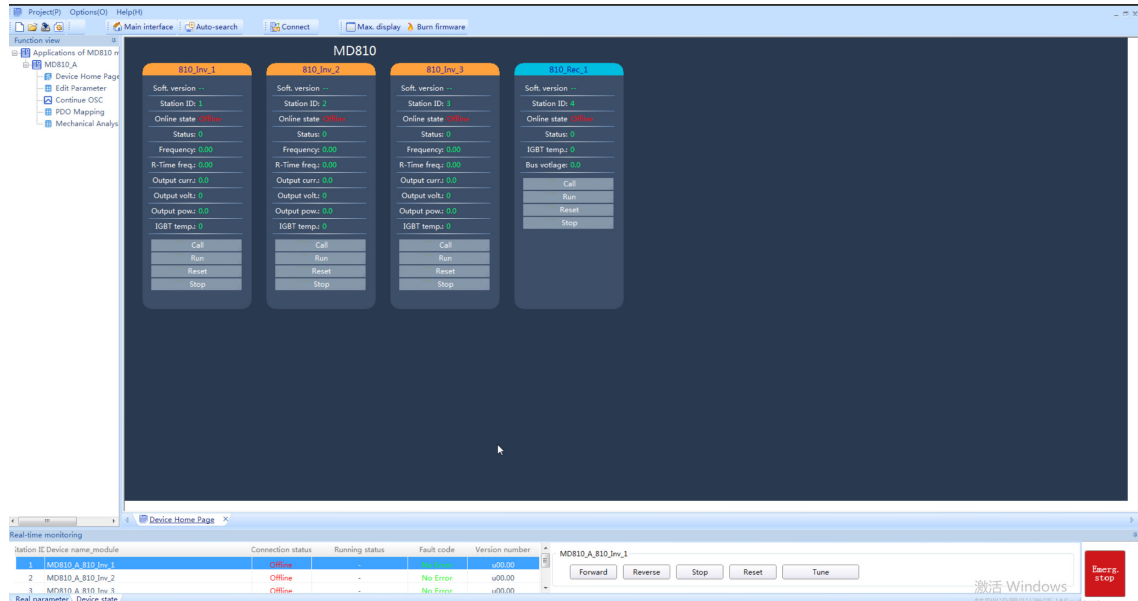 Project(P) Options(O) Help(H)
Main interface Auto-search Connect Max. display Burn firmware
Function view
Applications of MD810 m
MD810_A
Device Home Page
Edit Parameter
Continue OSC
PDO Mapping
Mechanical Analys
MD810
810_Inv_1 810_Inv_2 810_Inv_3 810_Rec_1
Soft. version -- Soft. version -- Soft. version -- Soft. version --
Station ID: 1 Station ID: 2 Station ID: 3 Station ID: 4
Online state Offline Online state Offline Online state Offline Online state Offline
Status: 0 Status: 0 Status: 0 Status: 0
Frequency: 0.00 Frequency: 0.00 Frequency: 0.00 IGBT temp.: 0
R-Time freq.: 0.00 R-Time freq.: 0.00 R-Time freq.: 0.00 Bus votlage: 0.0
Output curr.: 0.0 Output curr.: 0.0 Output curr.: 0.0 Call
Output volt.: 0 Output volt.: 0 Output volt.: 0 Run
Output pow.: 0.0 Output pow.: 0.0 Output pow.: 0.0 Reset
IGBT temp.: 0 IGBT temp.: 0 IGBT temp.: 0 Stop
Call Call Call
Run Run Run
Reset Reset Reset
Stop Stop Stop
Device Home Page X
Real-time monitoring
itation IE Device name_module Connection status Running status Fault code Version number
1 MD810_A_810_Inv_1 Offline - No Error u00.00
2 MD810_A_810_Inv_2 Offline - No Error u00.00
3 MD810_A_810_Inv_3 Offline - No Error u00.00
MD810_A_810_Inv_1
Forward Reverse Stop Reset Tune
Emerg. stop
激活 Windows
Real parameter Device state